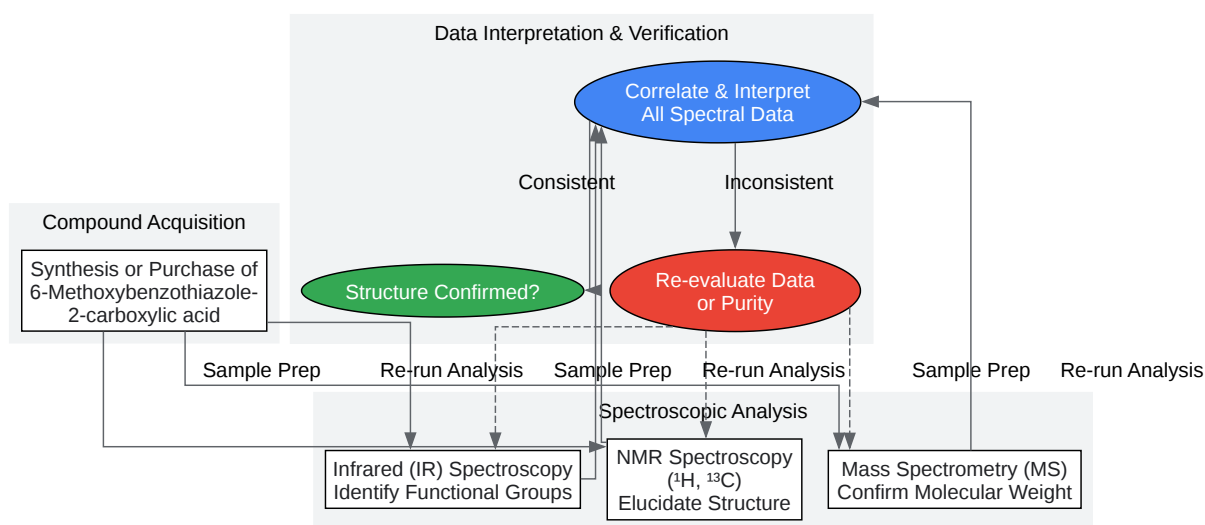 Data Interpretation & Verification
Correlate & Interpret
All Spectral Data
Consistent
Inconsistent
Compound Acquisition
Synthesis or Purchase of
6-Methoxybenzothiazole-
2-carboxylic acid
Structure Confirmed?
Re-evaluate Data
or Purity
Sample Prep
Re-run Analysis
Sample Prep
Re-run Analysis
Sample Prep
Re-run Analysis
Spectroscopic Analysis
Infrared (IR) Spectroscopy
Identify Functional Groups
NMR Spectroscopy
(¹H, ¹³C)
Elucidate Structure
Mass Spectrometry (MS)
Confirm Molecular Weight